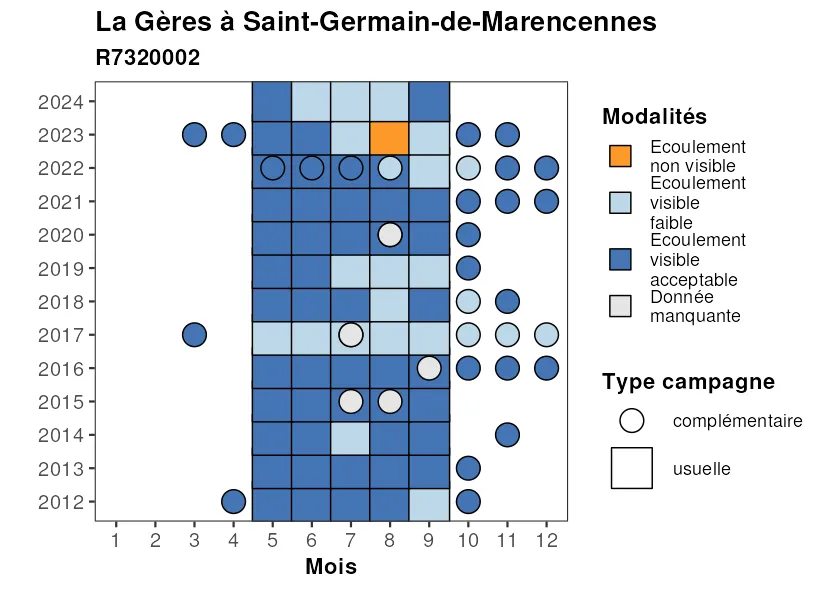 La Gères à Saint-Germain-de-Marencennes
R7320002
2024
2023
2022
2021
2020
2019
2018
2017
2016
2015
2014
2013
2012
1 2 3 4 5 6 7 8 9 10 11 12
Mois
Modalités
Ecoulement
non visible
Ecoulement
visible
faible
Ecoulement
visible
acceptable
Donnée
manquante
Type campagne
complémentaire
usuelle